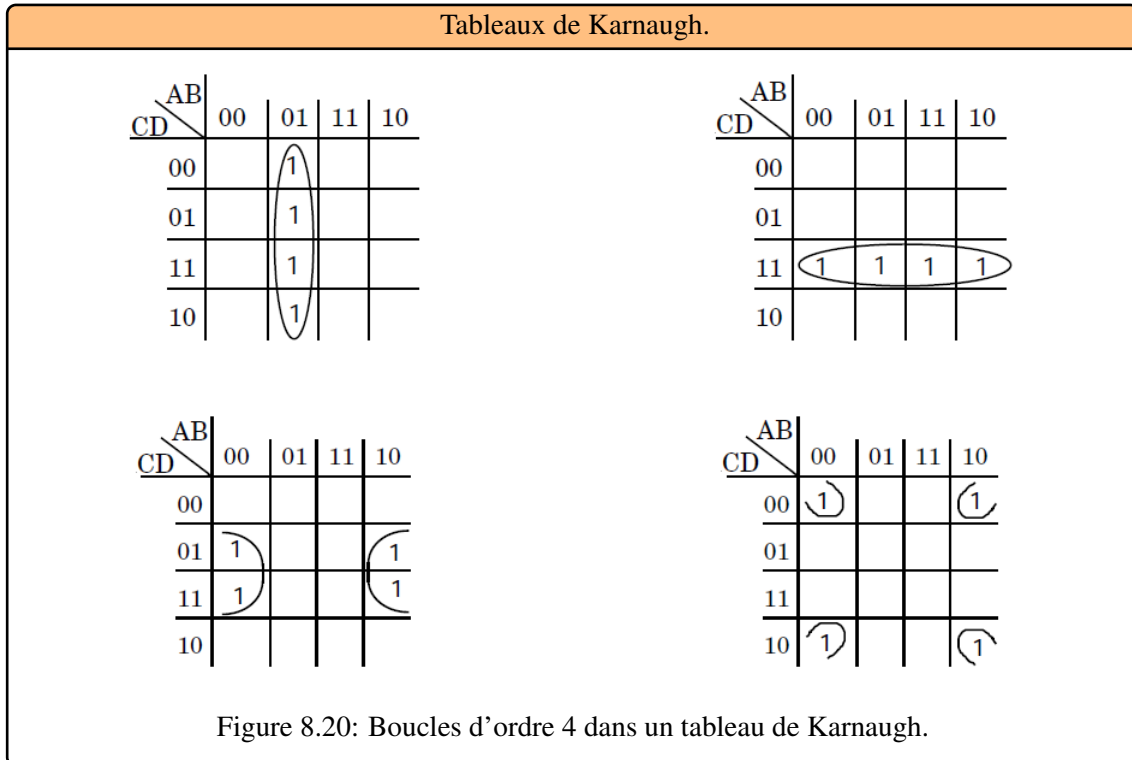 Tableaux de Karnaugh.
AB
CD 00 01 11 10
00 1
01 1
11 1
10 1
AB
CD 00 01 11 10
00
01
11 1 1 1 1
10
AB
CD 00 01 11 10
00
01 1 1
11 1 1
10
AB
CD 00 01 11 10
00 1 1
01
11
10 1 1
Figure 8.20: Boucles d'ordre 4 dans un tableau de Karnaugh.